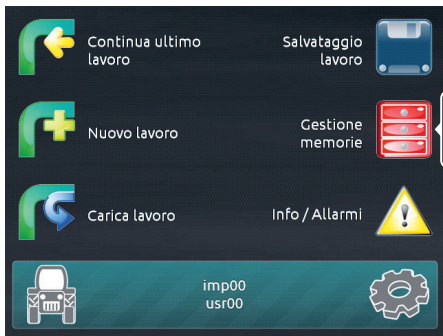 Continua ultimo
lavoro
Salvataggio
lavoro
Nuovo lavoro
Gestione
memorie
Carica lavoro
Info / Allarmi
imp00
usr00